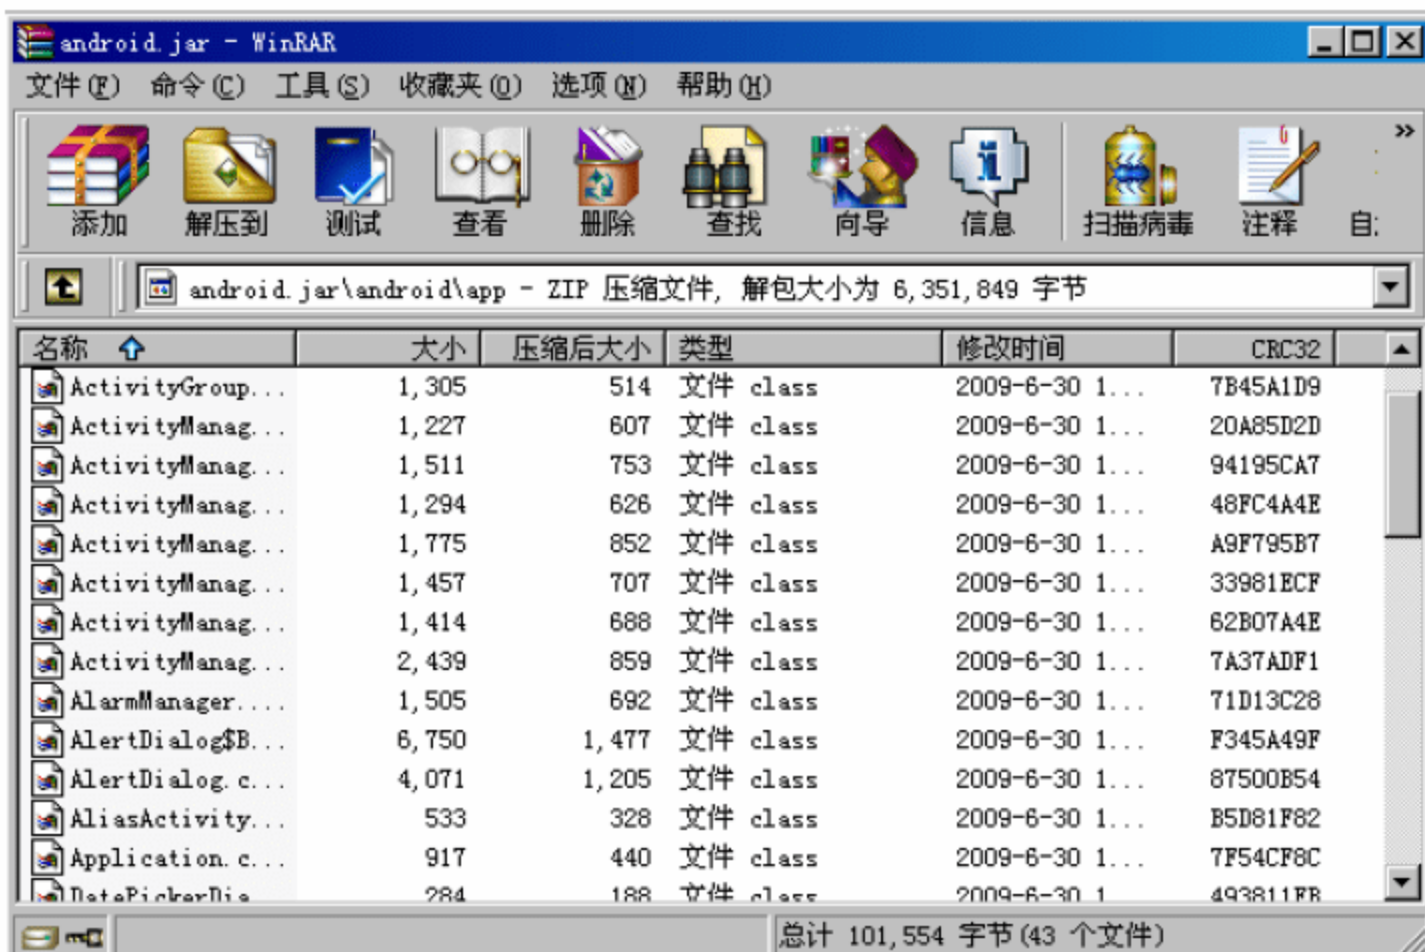 android.jar - WinRAR
文件(F) 命令(C) 工具(S) 收藏夹(O) 选项(N) 帮助(H)
»
添加 解压到 测试 查看 删除 查找 向导 信息 扫描病毒 注释
android.jar\android\app - ZIP 压缩文件, 解包大小为 6,351,849 字节
名称 大小 压缩后大小 类型 修改时间 CRC32
ActivityGroup... 1,305 514 文件 class 2009-6-30 1... 7B45A1D9
ActivityManag... 1,227 607 文件 class 2009-6-30 1... 20A85D2D
ActivityManag... 1,511 753 文件 class 2009-6-30 1... 94195CA7
ActivityManag... 1,294 626 文件 class 2009-6-30 1... 48FC4A4E
ActivityManag... 1,775 852 文件 class 2009-6-30 1... A9F795B7
ActivityManag... 1,457 707 文件 class 2009-6-30 1... 33981ECF
ActivityManag... 1,414 688 文件 class 2009-6-30 1... 62B07A4E
ActivityManag... 2,439 859 文件 class 2009-6-30 1... 7A37ADF1
AlarmManager.... 1,505 692 文件 class 2009-6-30 1... 71D13C28
AlertDialog$B... 6,750 1,477 文件 class 2009-6-30 1... F345A49F
AlertDialog.c... 4,071 1,205 文件 class 2009-6-30 1... 87500B54
AliasActivity... 533 328 文件 class 2009-6-30 1... B5D81F82
Application.c... 917 440 文件 class 2009-6-30 1... 7F54CF8C
DatePickerDia 284 188 文件 class 2009-6-30 1
总计 101,554 字节(43 个文件)